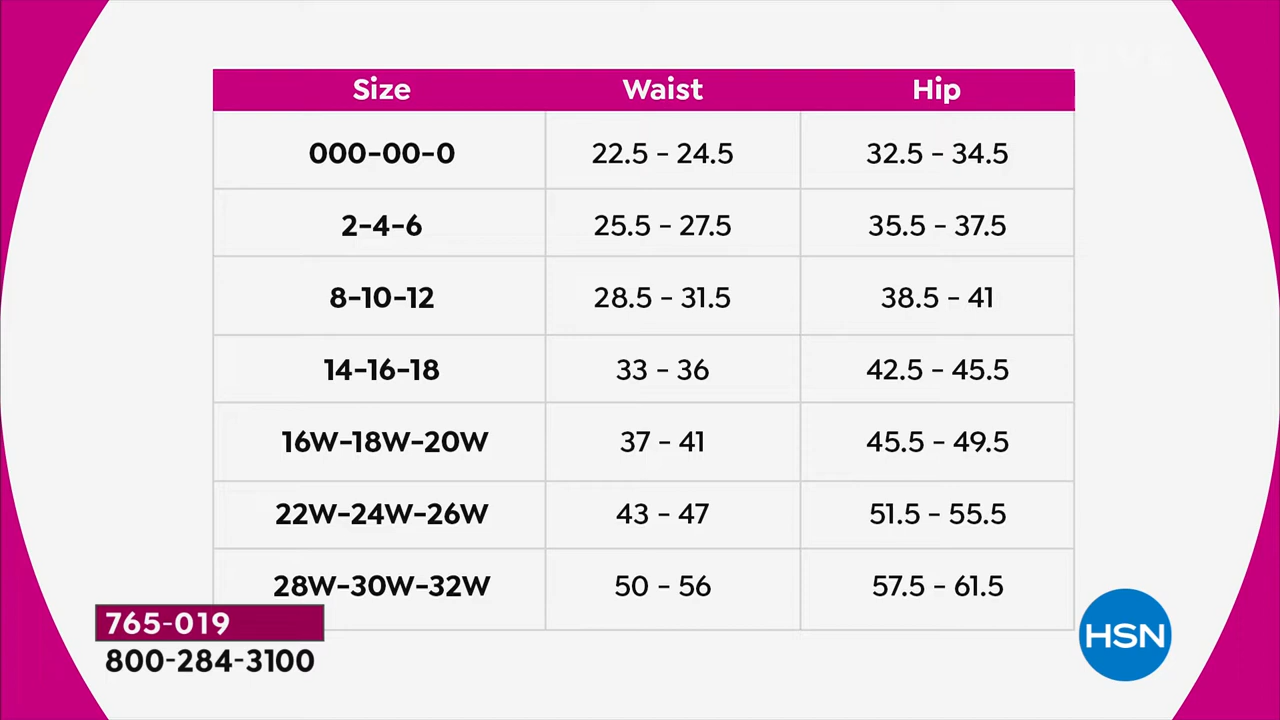 Size Waist Hip
000-00-0 22.5 - 24.5 32.5 - 34.5
2-4-6 25.5 - 27.5 35.5 - 37.5
8-10-12 28.5 - 31.5 38.5 - 41
14-16-18 33 - 36 42.5 - 45.5
16W-18W-20W 37 - 41 45.5 - 49.5
22W-24W-26W 43 - 47 51.5 - 55.5
28W-30W-32W 50 - 56 57.5 - 61.5
765-019
800-284-3100
HSN